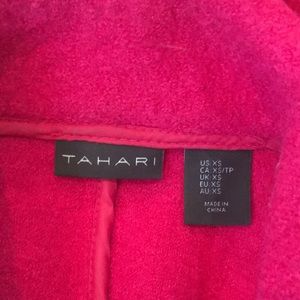 TAHARI
US:XS
CA:XS/TP
UK:XS
EU:XS
AU:XS
MADE IN
CHINA